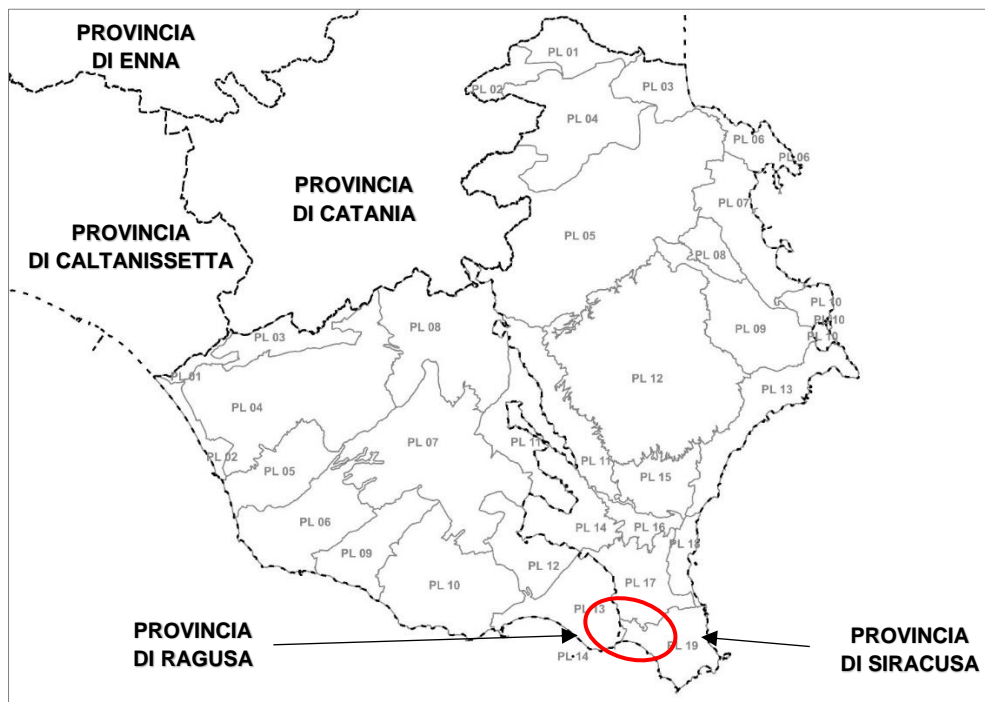 PROVINCIA
DI ENNA
PL 01
PL 02
PL 03
PL 04
PL 06
PL 06
PROVINCIA
DI CATANIA
PL 07
PROVINCIA
DI CALTANISSETTA
PL 05
PL 08
PL 10
PL 10
PL 10
PL 09
PL 08
PL 03
PL 01
PL 12
PL 13
PL 04
PL 07
PL 11
PL 02
PL 05
PL 11
PL 15
PL 06
PL 14
PL 16
PL 18
PL 09
PL 12
PL 10
PL 17
PL 13
PROVINCIA
DI RAGUSA
PL 14
PL 19
PROVINCIA
DI SIRACUSA